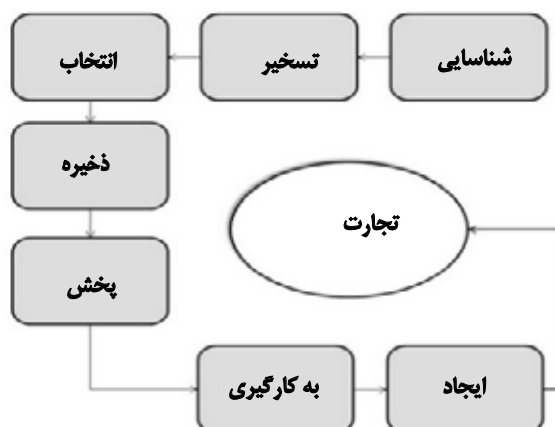 شناسایی
تسخیر
انتخاب
ذخیره
پخش
به کارگیری
ایجاد
تجارت